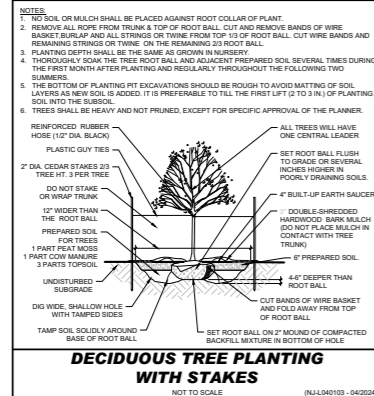 NOTES:
1. NO SOIL OR MULCH SHALL BE PLACED AGAINST ROOT COLLAR OF PLANT.
2. REMOVE ALL ROPE FROM TRUNK & TOP OF ROOT BALL. CUT AND REMOVE BANDS OF WIRE
BASKET,BURLAP AND ALL STRINGS OR TWINE FROM TOP 1/3 OF ROOT BALL. CUT WIRE BANDS AND
REMAINING STRINGS OR TWINE ON THE REMAINING 2/3 ROOT BALL.
3. PLANTING DEPTH SHALL BE THE SAME AS GROWN IN NURSERY.
4. THOROUGHLY SOAK THE TREE ROOT BALL AND ADJACENT PREPARED SOIL SEVERAL TIMES DURING
THE FIRST MONTH AFTER PLANTING AND REGULARLY THROUGHOUT THE FOLLOWING TWO
SUMMERS.
5. THE BOTTOM OF PLANTING PIT EXCAVATIONS SHOULD BE ROUGH TO AVOID MATTING OF SOIL
LAYERS AS NEW SOIL IS ADDED. IT IS PREFERABLE TO TILL THE FIRST LIFT (2 TO 3 IN.) OF PLANTING
SOIL INTO THE SUBSOIL.
6. TREES SHALL BE HEAVY AND NOT PRUNED, EXCEPT FOR SPECIFIC APPROVAL OF THE PLANNER.
REINFORCED RUBBER
HOSE (1/2" DIA. BLACK)
PLASTIC GUY TIES
2" DIA. CEDAR STAKES 2/3
TREE HT. 3 PER TREE
DO NOT STAKE
OR WRAP TRUNK
12" WIDER THAN
THE ROOT BALL
PREPARED SOIL
FOR TREES
1 PART PEAT MOSS
1 PART COW MANURE
3 PARTS TOPSOIL
UNDISTURBED
SUBGRADE
DIG WIDE, SHALLOW HOLE
WITH TAMPED SIDES
TAMP SOIL SOLIDLY AROUND
BASE OF ROOT BALL
ALL TREES WILL HAVE
ONE CENTRAL LEADER
SET ROOT BALL FLUSH
TO GRADE OR SEVERAL
INCHES HIGHER IN
POORLY DRAINING SOILS.
4" BUILT-UP EARTH SAUCER
DOUBLE-SHREDDED
HARDWOOD BARK MULCH
(DO NOT PLACE MULCH IN
CONTACT WITH TREE
TRUNK)
6" PREPARED SOIL.
4-6" DEEPER THAN
ROOT BALL
CUT BANDS OF WIRE BASKET
AND FOLD AWAY FROM TOP
OF ROOT BALL
SET ROOT BALL ON 2" MOUND OF COMPACTED
BACKFILL MIXTURE IN BOTTOM OF HOLE
DECIDUOUS TREE PLANTING
WITH STAKES
NOT TO SCALE
(NJ-L040103 - 04/2024)